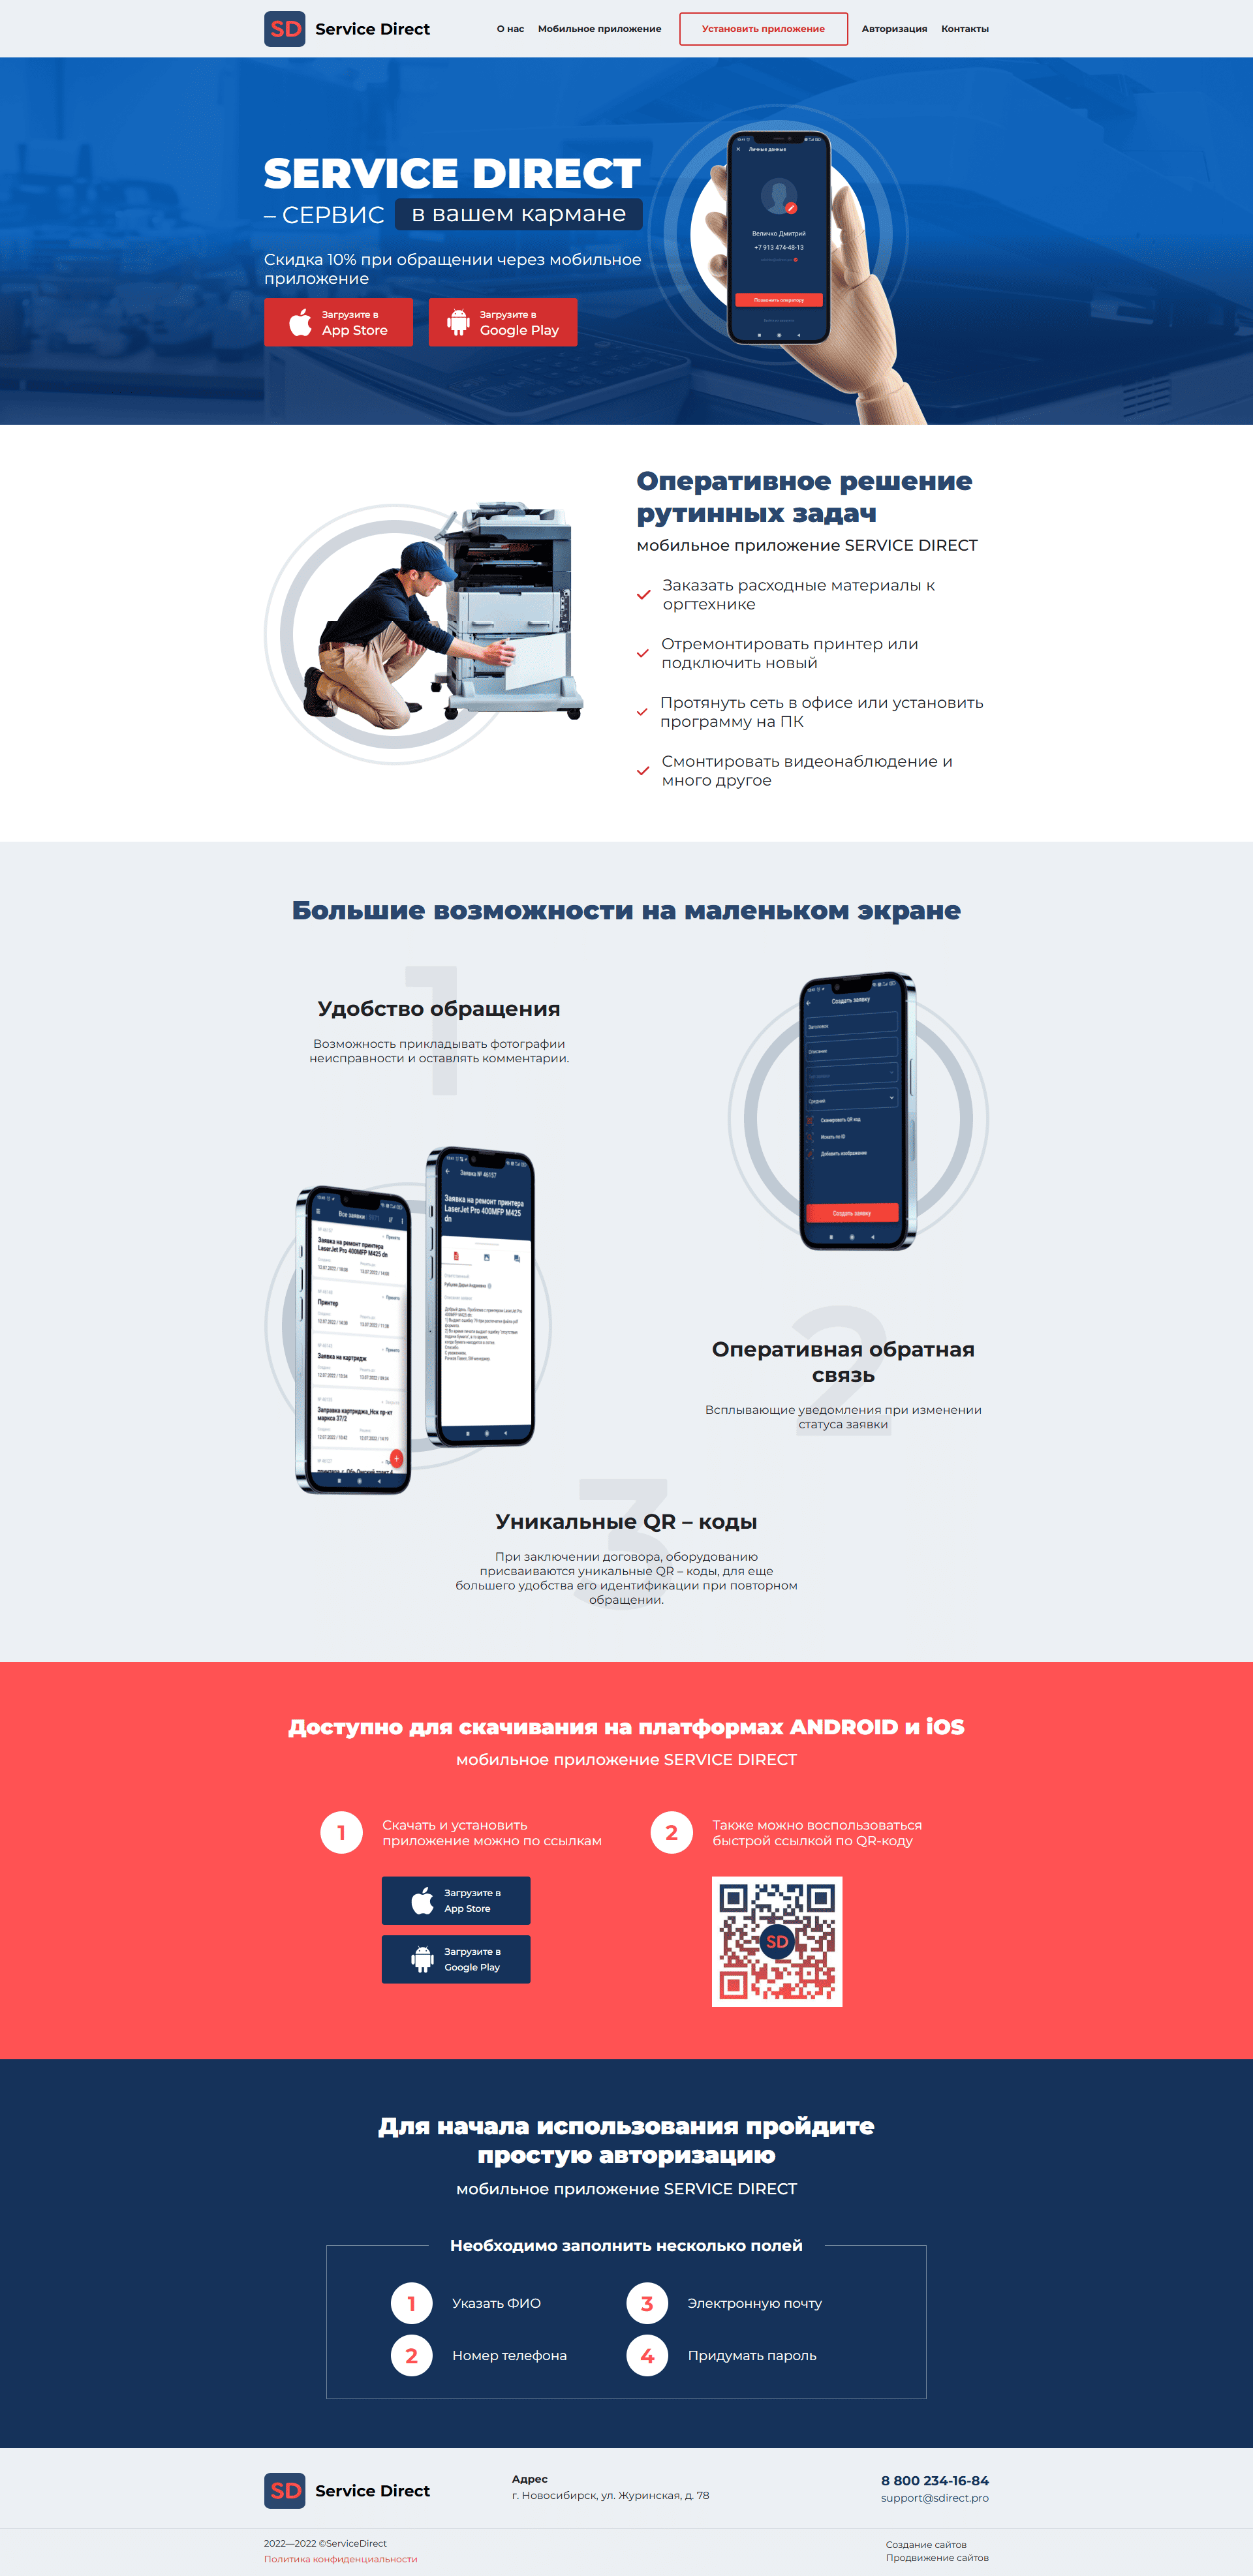 SD Service Direct
О нас
Мобильное приложение
Установить приложение
Авторизация
Контакты
SERVICE DIRECT
– СЕРВИС в вашем кармане
Скидка 10% при обращении через мобильное
приложение
Загрузите в
App Store
Загрузите в
Google Play
Личные данные
Величко Дмитрий
+7 913 474-48-13
Позвонить оператору
Оперативное решение
рутинных задач
мобильное приложение SERVICE DIRECT
Заказать расходные материалы к
оргтехнике
Отремонтировать принтер или
подключить новый
Протянуть сеть в офисе или установить
программу на ПК
Смонтировать видеонаблюдение и
много другое
Большие возможности на маленьком экране
1
Удобство обращения
Возможность прикладывать фотографии
неисправности и оставлять комментарии.
Создать заявку
Заголовок
Описание
Средний
Сканировать QR код
Искать по ID
Добавить изображение
Создать заявку
Заявка № 46157
Заявка на ремонт принтера
LaserJet Pro 400MFP M425
dn
Все заявки
Заявка на ремонт принтера
LaserJet Pro 400MFP M425 dn
Принтер
Заявка на картридж
Заправка картриджа_Нск пр-кт
маркса 37/2
2
Оперативная обратная
связь
Всплывающие уведомления при изменении
статуса заявки
3
Уникальные QR – коды
При заключении договора, оборудованию
присваиваются уникальные QR – коды, для еще
большего удобства его идентификации при повторном
обращении.
Доступно для скачивания на платформах ANDROID и iOS
мобильное приложение SERVICE DIRECT
1
Скачать и установить
приложение можно по ссылкам
Загрузите в
App Store
Загрузите в
Google Play
2
Также можно воспользоваться
быстрой ссылкой по QR-коду
SD
Для начала использования пройдите
простую авторизацию
мобильное приложение SERVICE DIRECT
Необходимо заполнить несколько полей
1 Указать ФИО
2 Номер телефона
3 Электронную почту
4 Придумать пароль
SD Service Direct
Адрес
г. Новосибирск, ул. Журинская, д. 78
8 800 234-16-84
support@sdirect.pro
2022—2022 ©ServiceDirect
Политика конфиденциальности
Создание сайтов
Продвижение сайтов